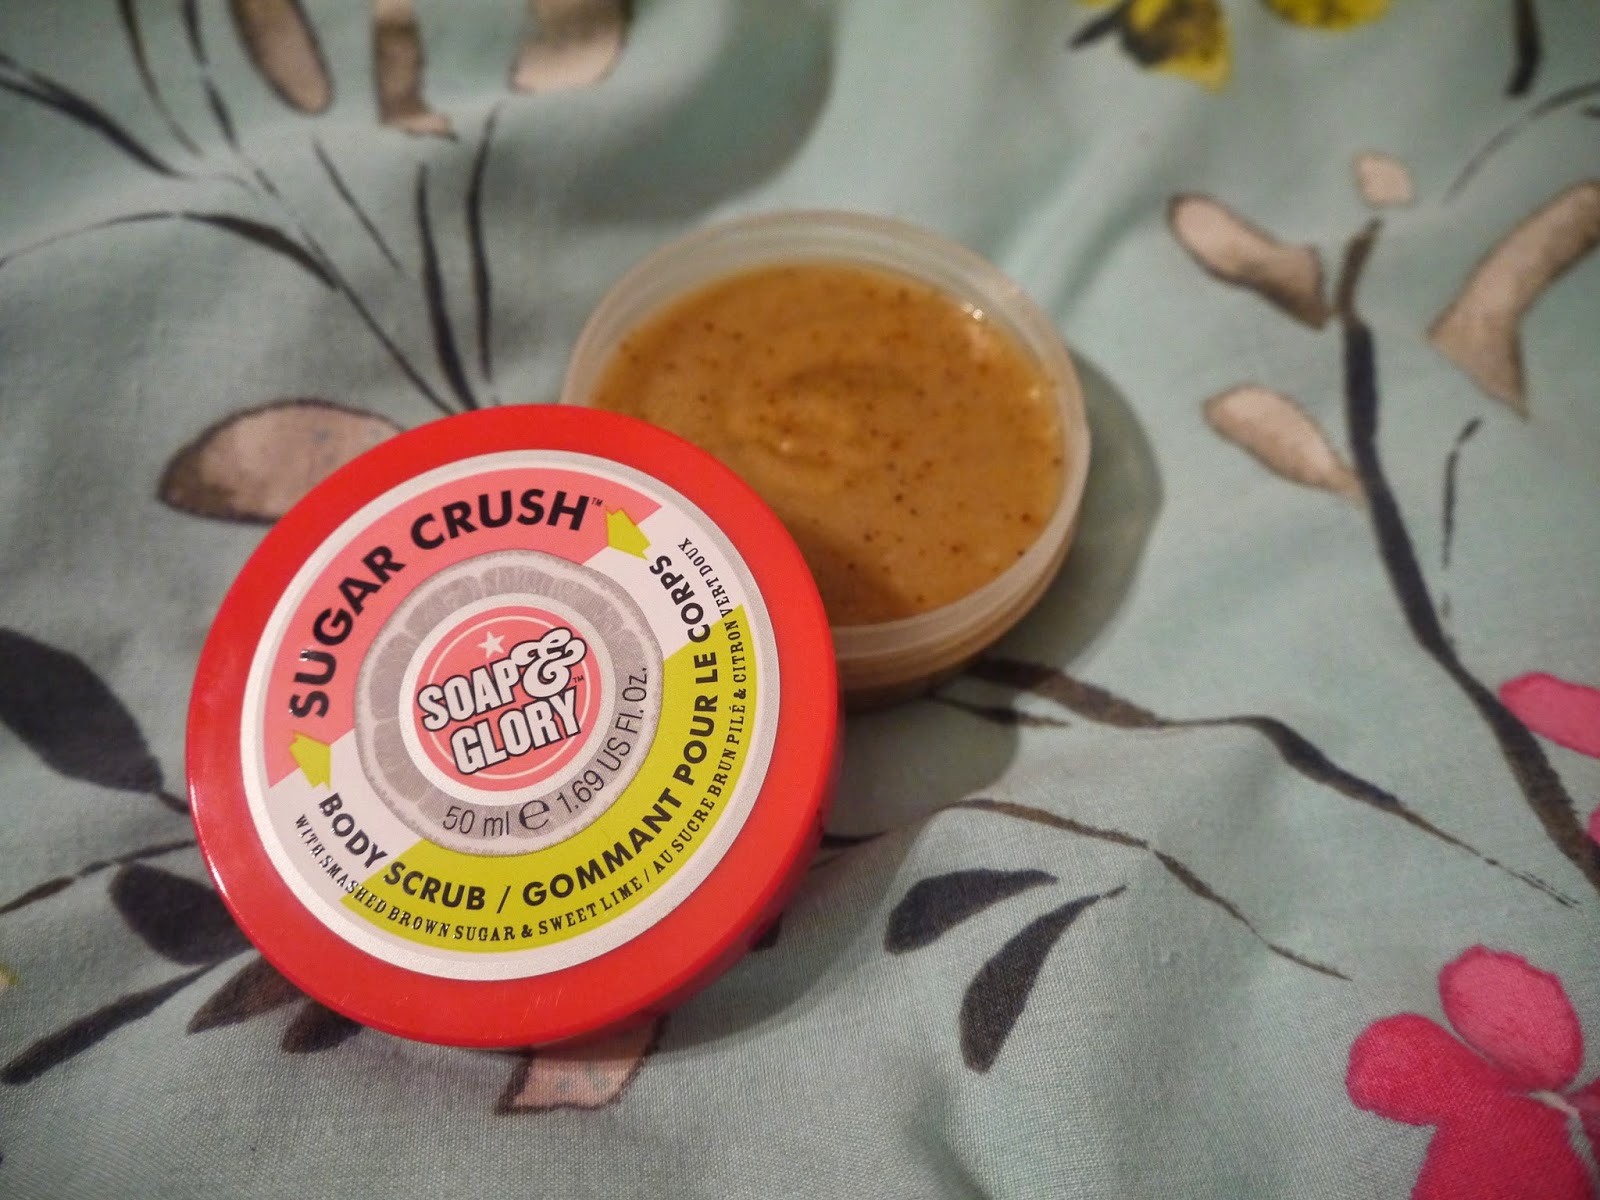 SUGAR CRUSH™
SOAP &
GLORY™
50 ml ℮ 1.69 US Fl. Oz.
BODY SCRUB / GOMMANT POUR LE CORPS
WITH SMASHED BROWN SUGAR & SWEET LIME / AU SUCRE BRUN PILÉ & CITRON VERT DOUX